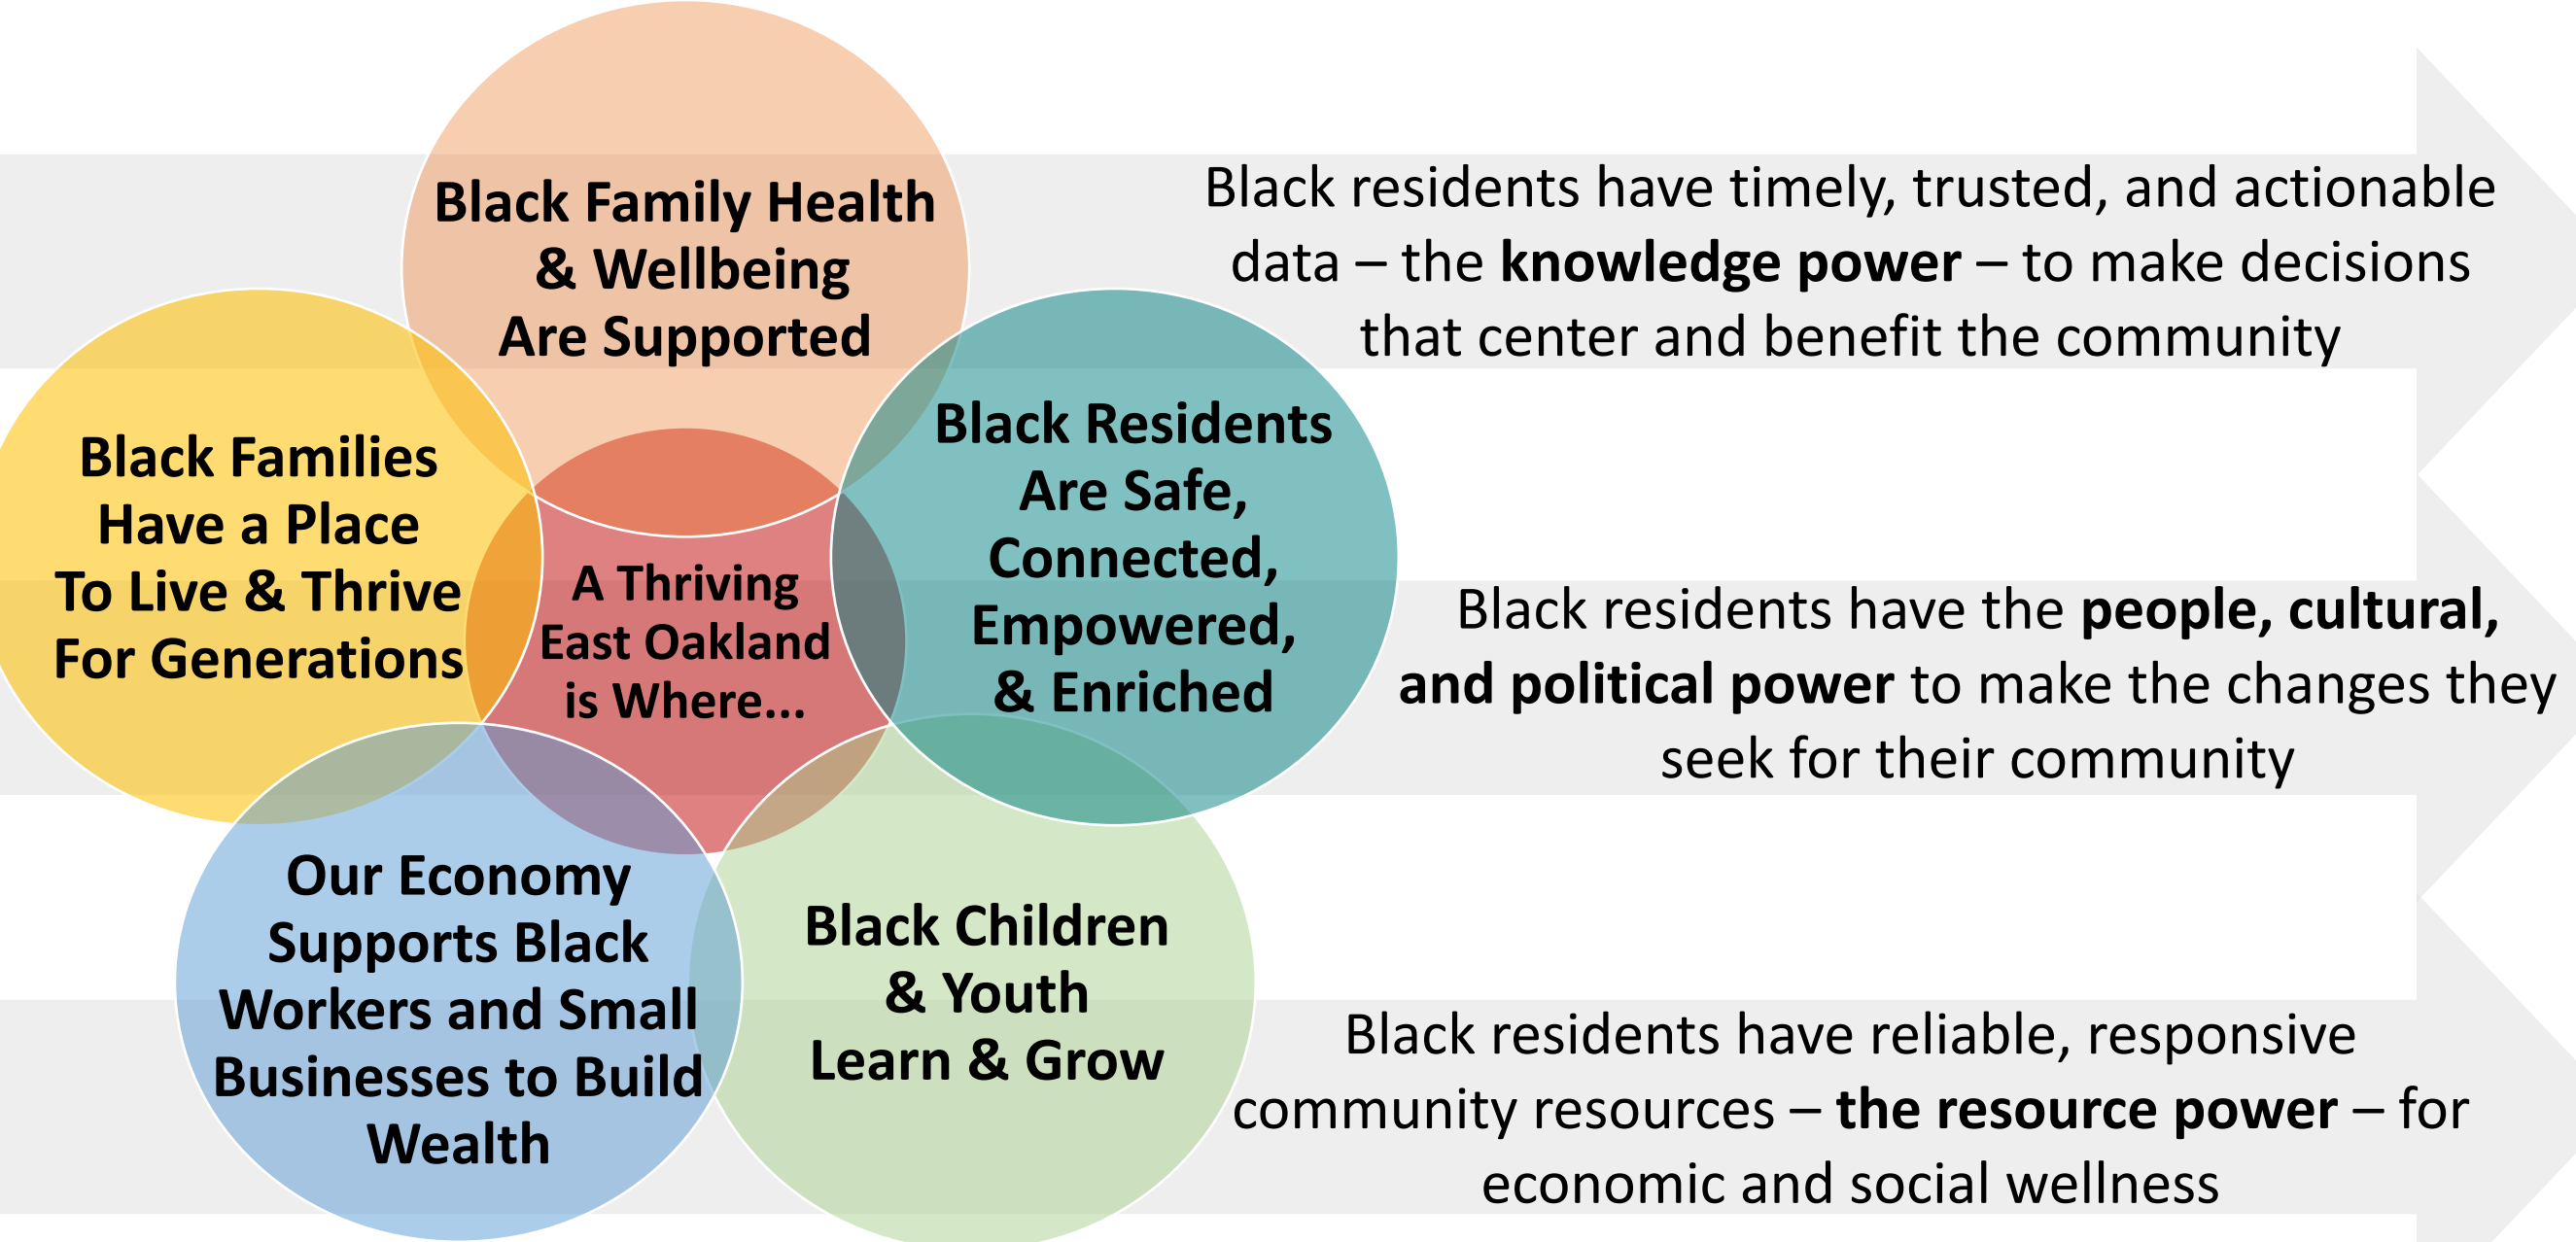 Black Family Health
& Wellbeing
Are Supported
Black Families
Have a Place
To Live & Thrive
For Generations
A Thriving
East Oakland
is Where...
Black Residents
Are Safe,
Connected,
Empowered,
& Enriched
Our Economy
Supports Black
Workers and Small
Businesses to Build
Wealth
Black Children
& Youth
Learn & Grow
Black residents have timely, trusted, and actionable
data – the knowledge power – to make decisions
that center and benefit the community
Black residents have the people, cultural,
and political power to make the changes they
seek for their community
Black residents have reliable, responsive
community resources – the resource power – for
economic and social wellness